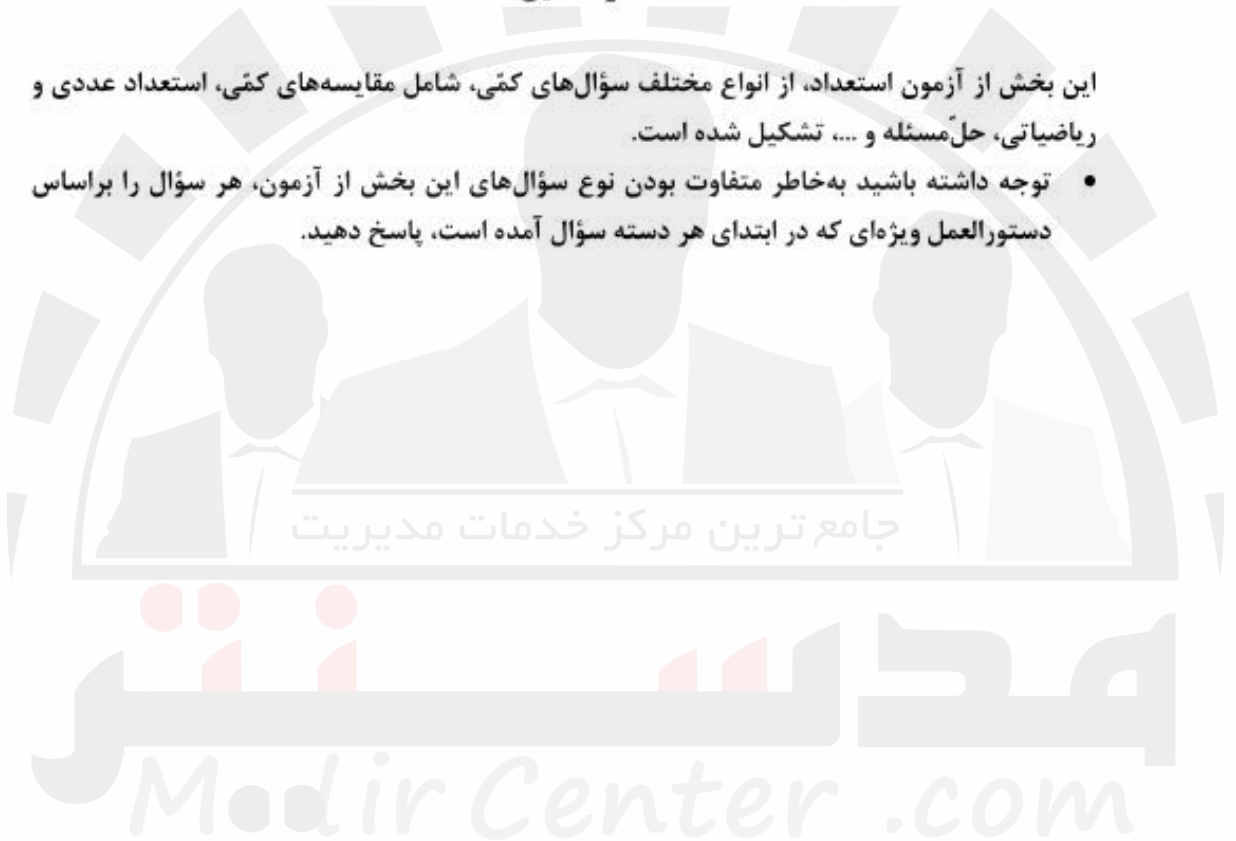 این بخش از آزمون استعداد، از انواع مختلف سؤال‌های کمّی، شامل مقایسه‌های کمّی، استعداد عددی و
ریاضیاتی، حلّ‌مسئله و ...، تشکیل شده است.
• توجه داشته باشید به‌خاطر متفاوت بودن نوع سؤال‌های این بخش از آزمون، هر سؤال را براساس
دستورالعمل ویژه‌ای که در ابتدای هر دسته سؤال آمده است، پاسخ دهید.
جامع ترین مرکز خدمات مدیریت
مدسنتر
Modir Center .com